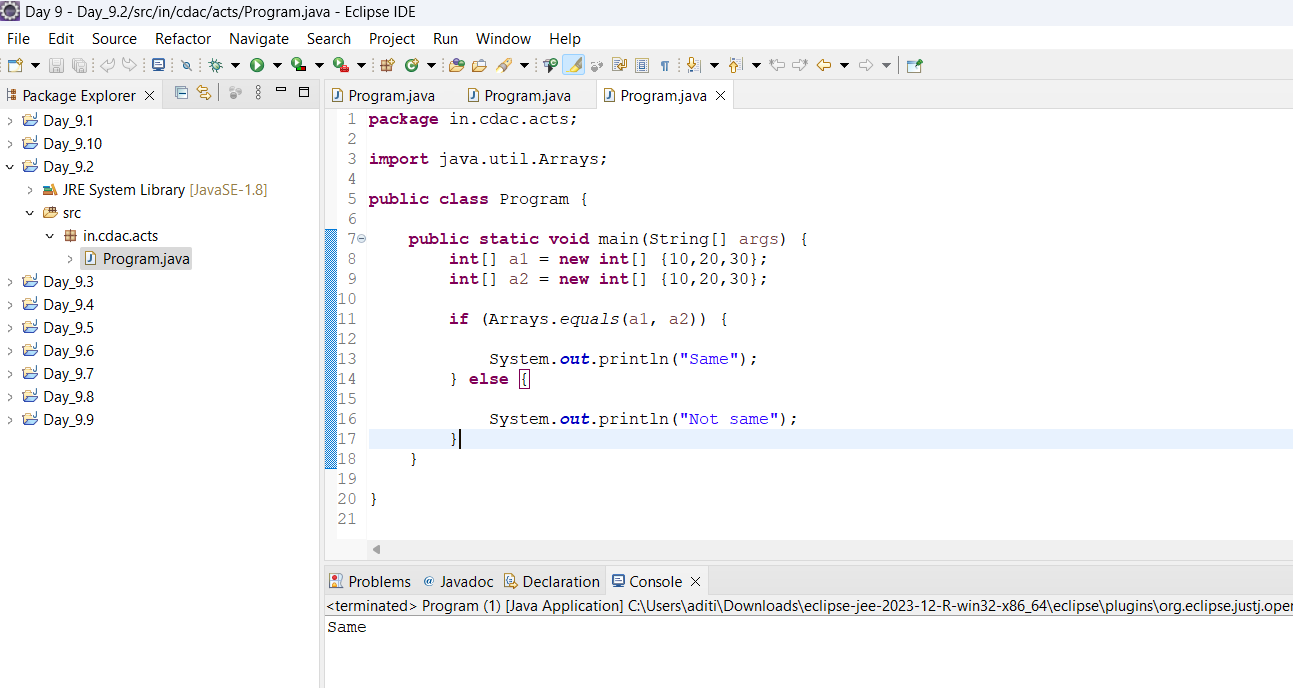 Day 9 - Day_9.2/src/in/cdac/acts/Program.java - Eclipse IDE
File Edit Source Refactor Navigate Search Project Run Window Help
Package Explorer
Day_9.1
Day_9.10
Day_9.2
JRE System Library [JavaSE-1.8]
src
in.cdac.acts
Program.java
Day_9.3
Day_9.4
Day_9.5
Day_9.6
Day_9.7
Day_9.8
Day_9.9
Program.java Program.java Program.java
1 package in.cdac.acts;
2
3 import java.util.Arrays;
4
5 public class Program {
6
7 public static void main(String[] args) {
8 int[] a1 = new int[] {10,20,30};
9 int[] a2 = new int[] {10,20,30};
10
11 if (Arrays.equals(a1, a2)) {
12
13 System.out.println("Same");
14 } else {
15
16 System.out.println("Not same");
17 }
18 }
19
20 }
21
Problems @ Javadoc Declaration Console
<terminated> Program (1) [Java Application] C:\Users\aditi\Downloads\eclipse-jee-2023-12-R-win32-x86_64\eclipse\plugins\org.eclipse.justj.oper
Same